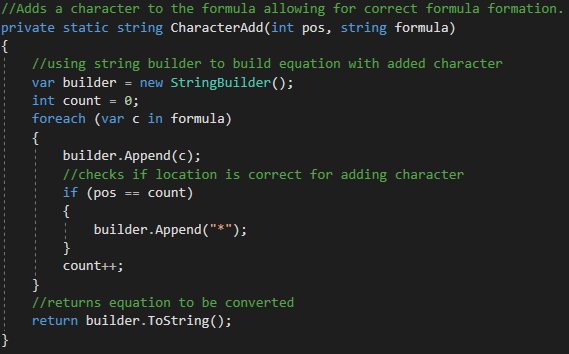 //Adds a character to the formula allowing for correct formula formation.
private static string CharacterAdd(int pos, string formula)
{
    //using string builder to build equation with added character
    var builder = new StringBuilder();
    int count = 0;
    foreach (var c in formula)
    {
        builder.Append(c);
        //checks if location is correct for adding character
        if (pos == count)
        {
            builder.Append("*");
        }
        count++;
    }
    //returns equation to be converted
    return builder.ToString();
}